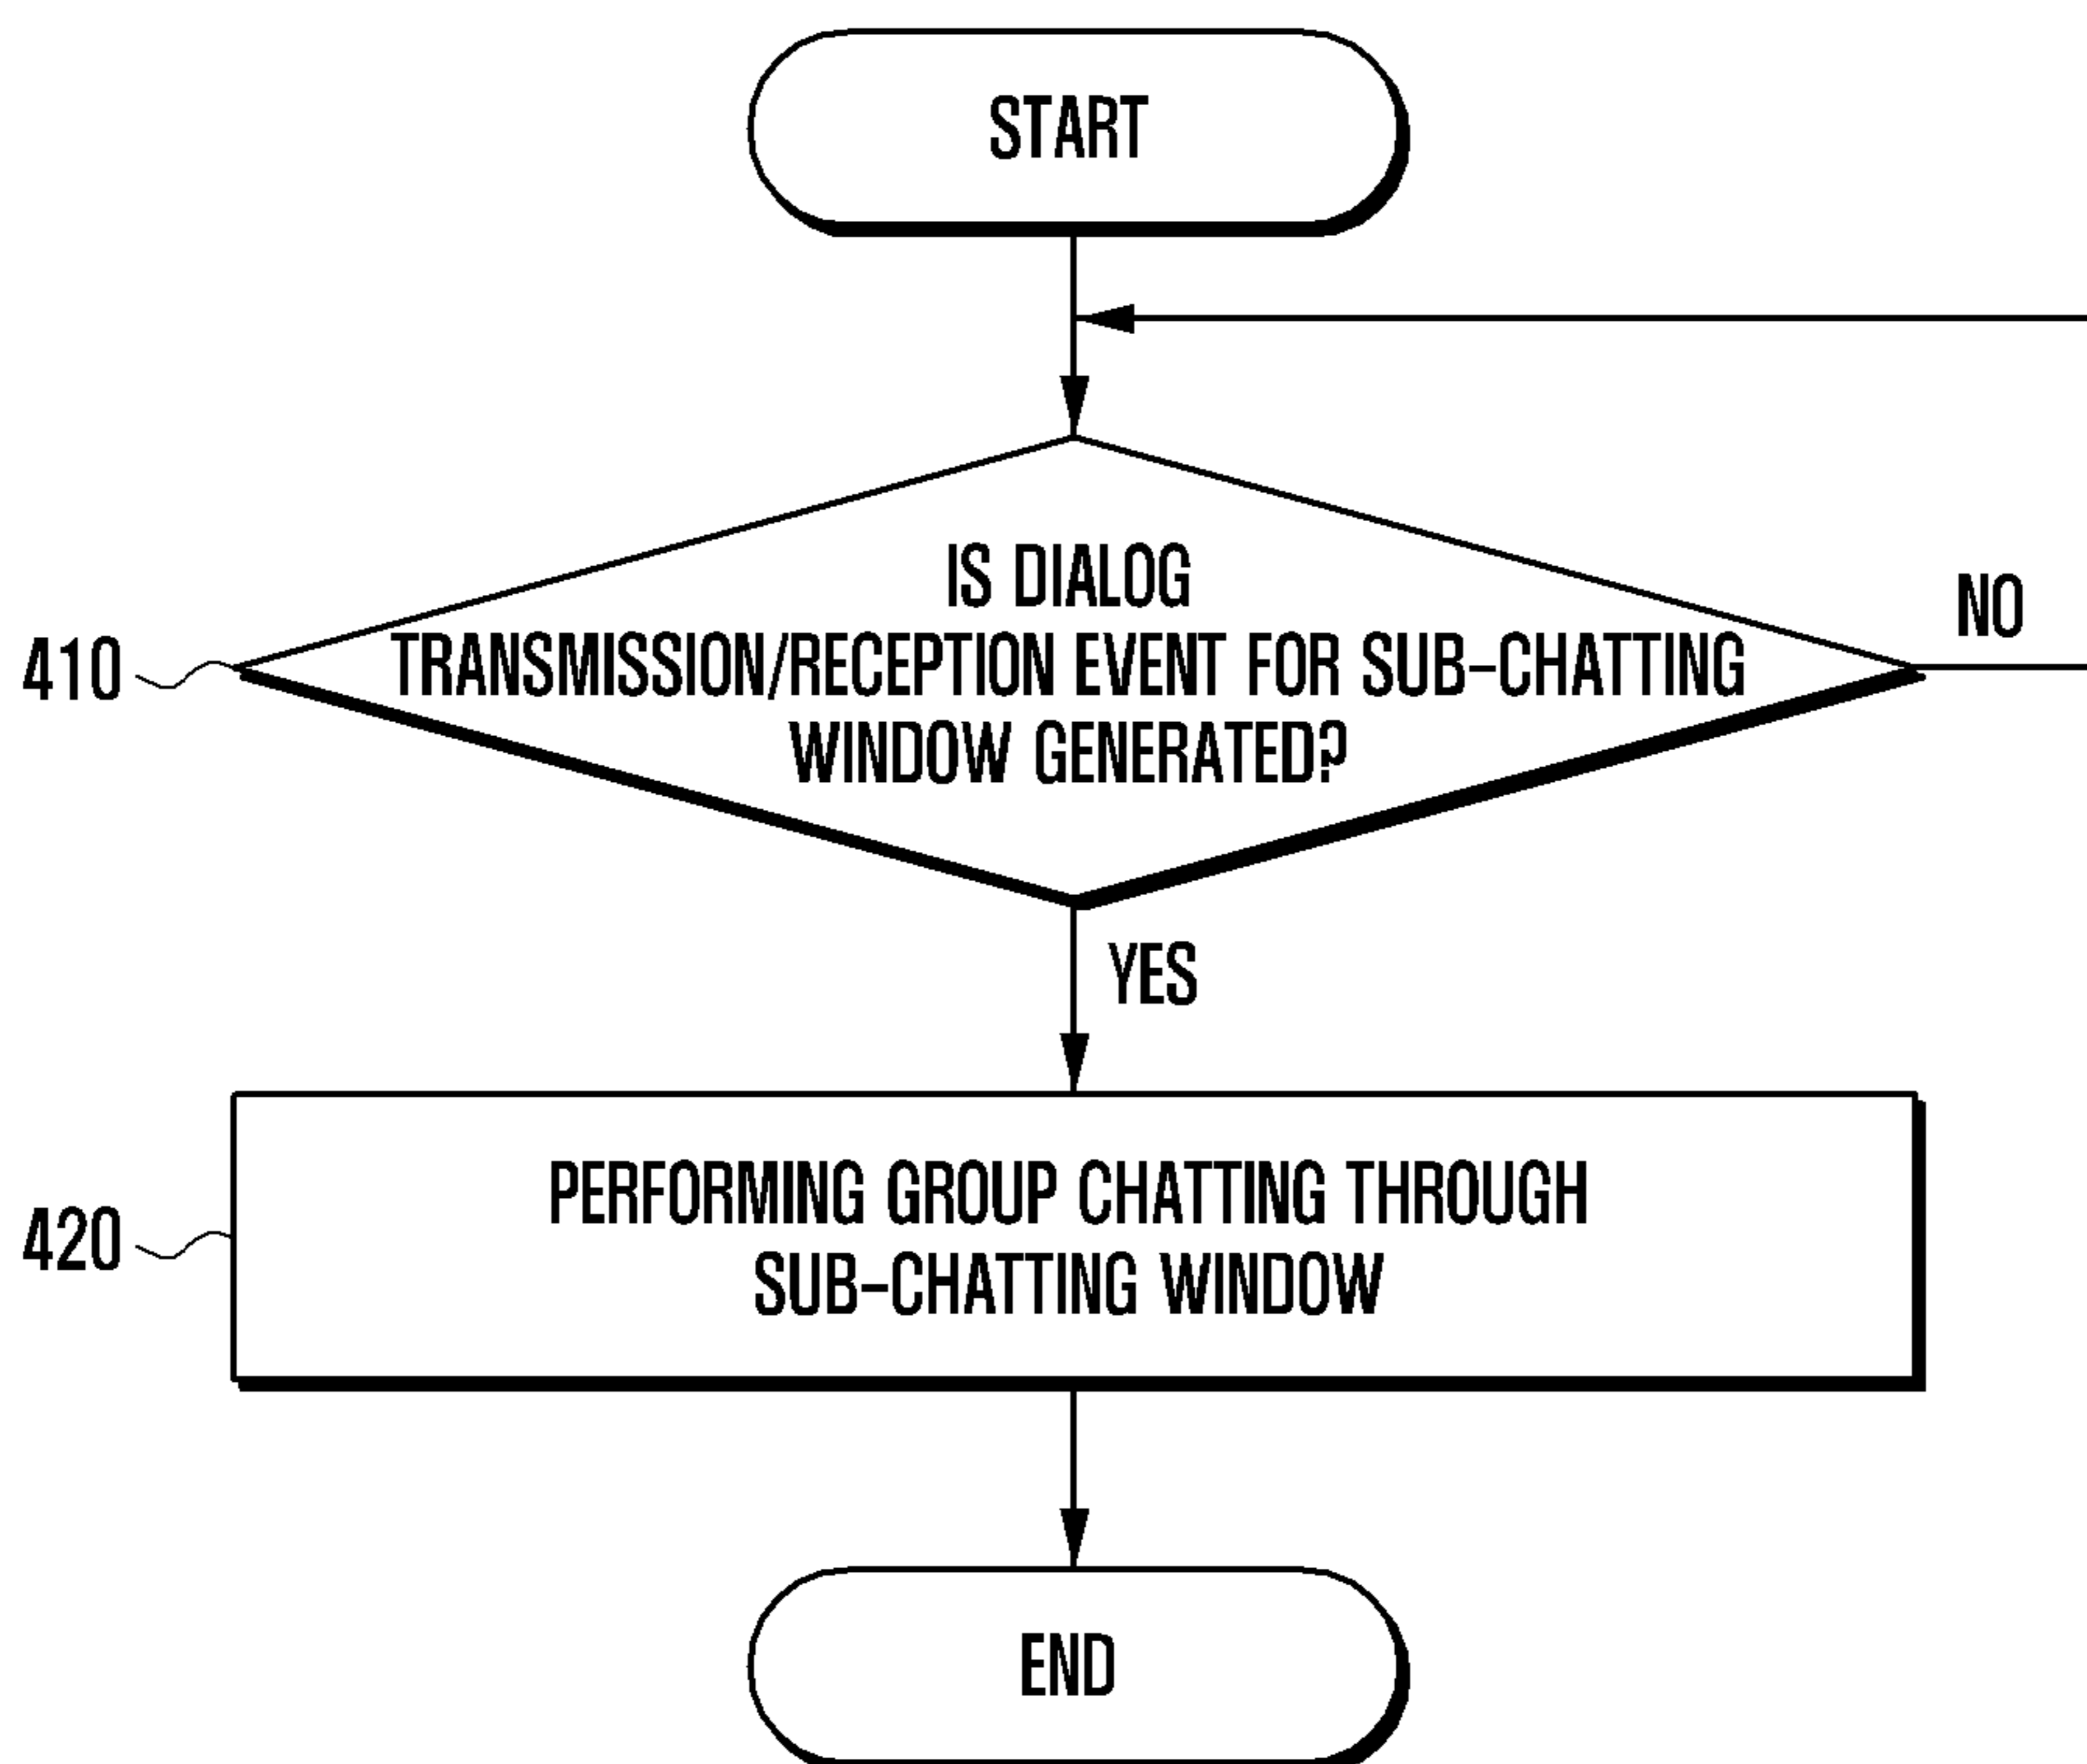 START
IS DIALOG
TRANSMISSION/RECEPTION EVENT FOR SUB-CHATTING
WINDOW GENERATED?
NO
410
YES
PERFORMING GROUP CHATTING THROUGH
SUB-CHATTING WINDOW
420
END